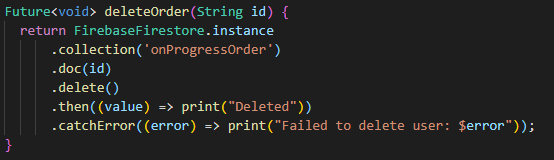 Future<void> deleteOrder(String id) {
  return FirebaseFirestore.instance
      .collection('onProgressOrder')
      .doc(id)
      .delete()
      .then((value) => print("Deleted"))
      .catchError((error) => print("Failed to delete user: $error"));
}